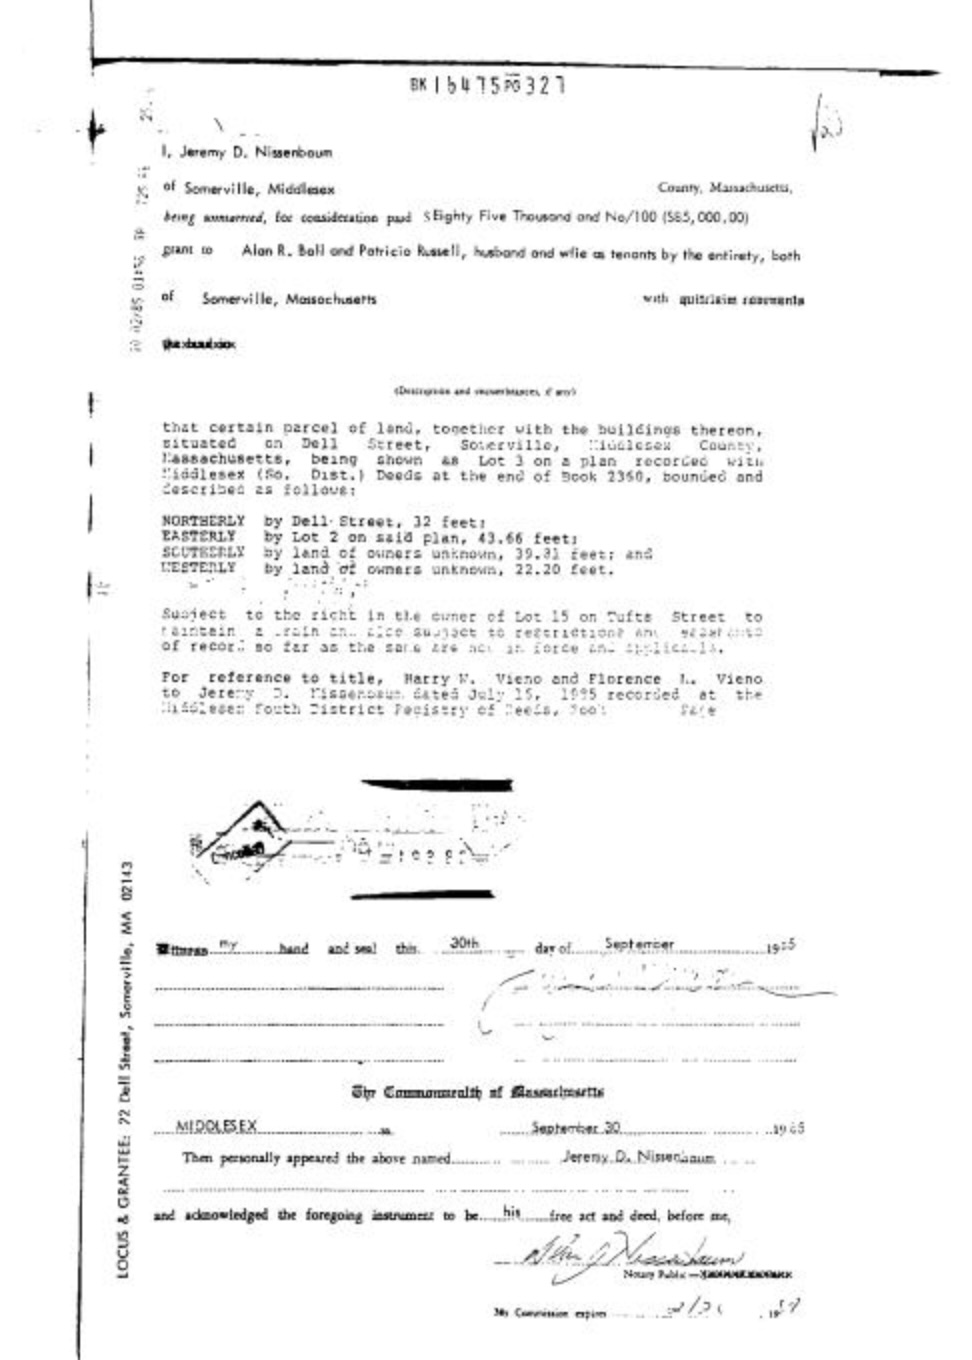 BK 16475 PG 327
I, Jeremy D. Nissenbaum
of Somerville, Middlesex County, Massachusetts,
being unmarried, for consideration paid $Eighty Five Thousand and No/100 ($85,000.00)
grant to Alan R. Ball and Patricia Russell, husband and wfie as tenants by the entirety, both
of Somerville, Massachusetts with quitclaim covenants
the land in
(Description and encumbrances, if any)
that certain parcel of land, together with the buildings thereon,
situated on Dell Street, Somerville, Middlesex County,
Massachusetts, being shown as Lot 3 on a plan recorded with
Middlesex (So. Dist.) Deeds at the end of Book 2360, bounded and
described as follows:
NORTHERLY by Dell Street, 32 feet;
EASTERLY by Lot 2 on said plan, 43.66 feet;
SOUTHERLY by land of owners unknown, 39.81 feet; and
WESTERLY by land of owners unknown, 22.20 feet.
Subject to the right in the owner of Lot 15 on Tufts Street to
maintain a drain and also subject to restrictions and easements
of record so far as the same are now in force and applicable.
For reference to title, Harry W. Vieno and Florence L. Vieno
to Jeremy D. Nissenbaum dated July 15, 1985 recorded at the
Middlesex South District Registry of Deeds, Book Page
Cancelled
Witness my hand and seal this 30th day of September 1985
The Commonwealth of Massachusetts
MIDDLESEX ss. September 30 1985
Then personally appeared the above named Jeremy D. Nissenbaum
and acknowledged the foregoing instrument to be his free act and deed, before me,
Notary Public —
My Commission expires 19
LOCUS & GRANTEE: 22 Dell Street, Somerville, MA 02143